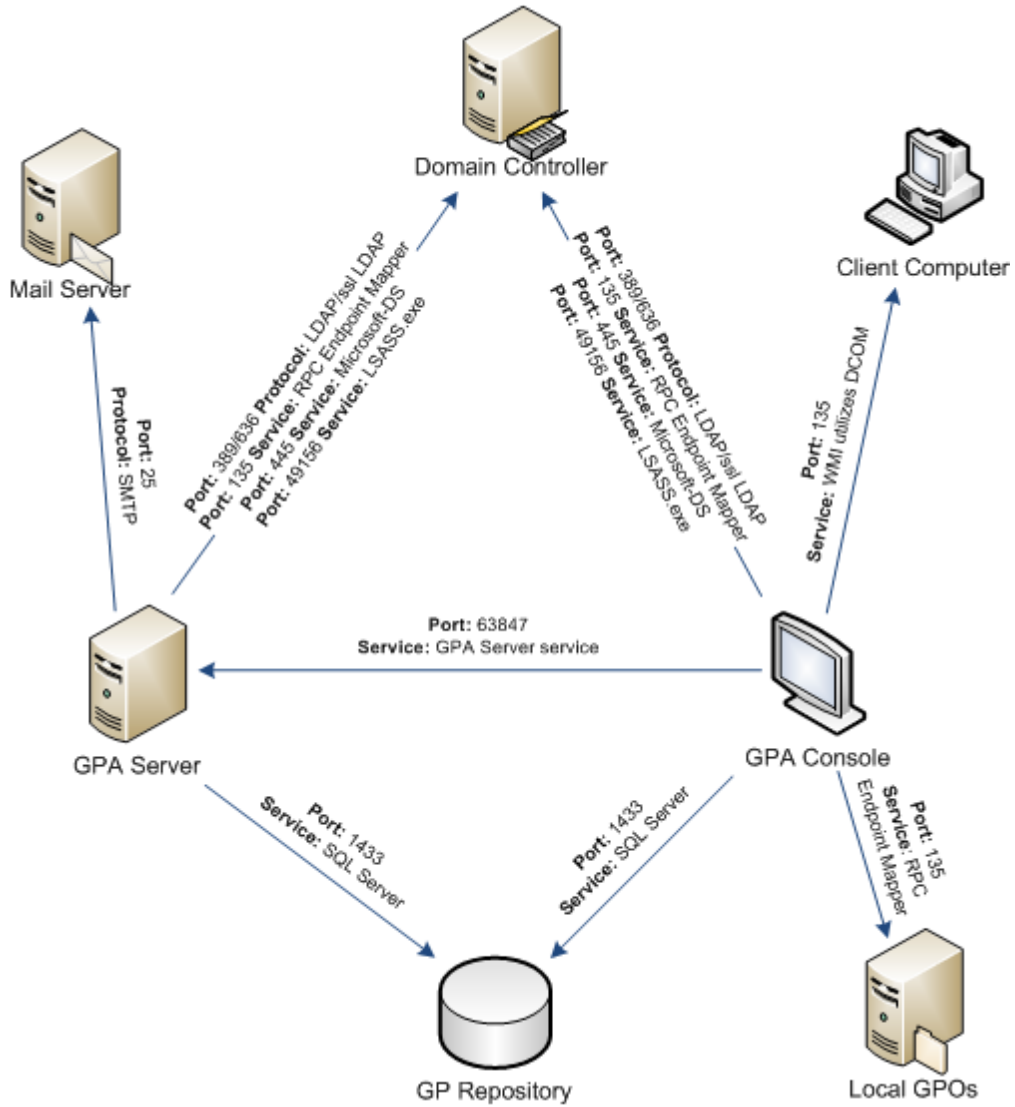 Domain Controller
Mail Server
Client Computer
Port: 389/636 Protocol: LDAP/ssl LDAP
Port: 135 Service: RPC Endpoint Mapper
Port: 445 Service: Microsoft-DS
Port: 49156 Service: LSASS.exe
Port: 389/636 Protocol: LDAP/ssl LDAP
Port: 135 Service: RPC Endpoint Mapper
Port: 445 Service: Microsoft-DS
Port: 49156 Service: LSASS.exe
Port: 25
Protocol: SMTP
Port: 135
Service: WMI utilizes DCOM
Port: 63847
Service: GPA Server service
GPA Server
GPA Console
Port: 1433
Service: SQL Server
Port: 1433
Service: SQL Server
Port: 135
Service: RPC
Endpoint Mapper
GP Repository
Local GPOs